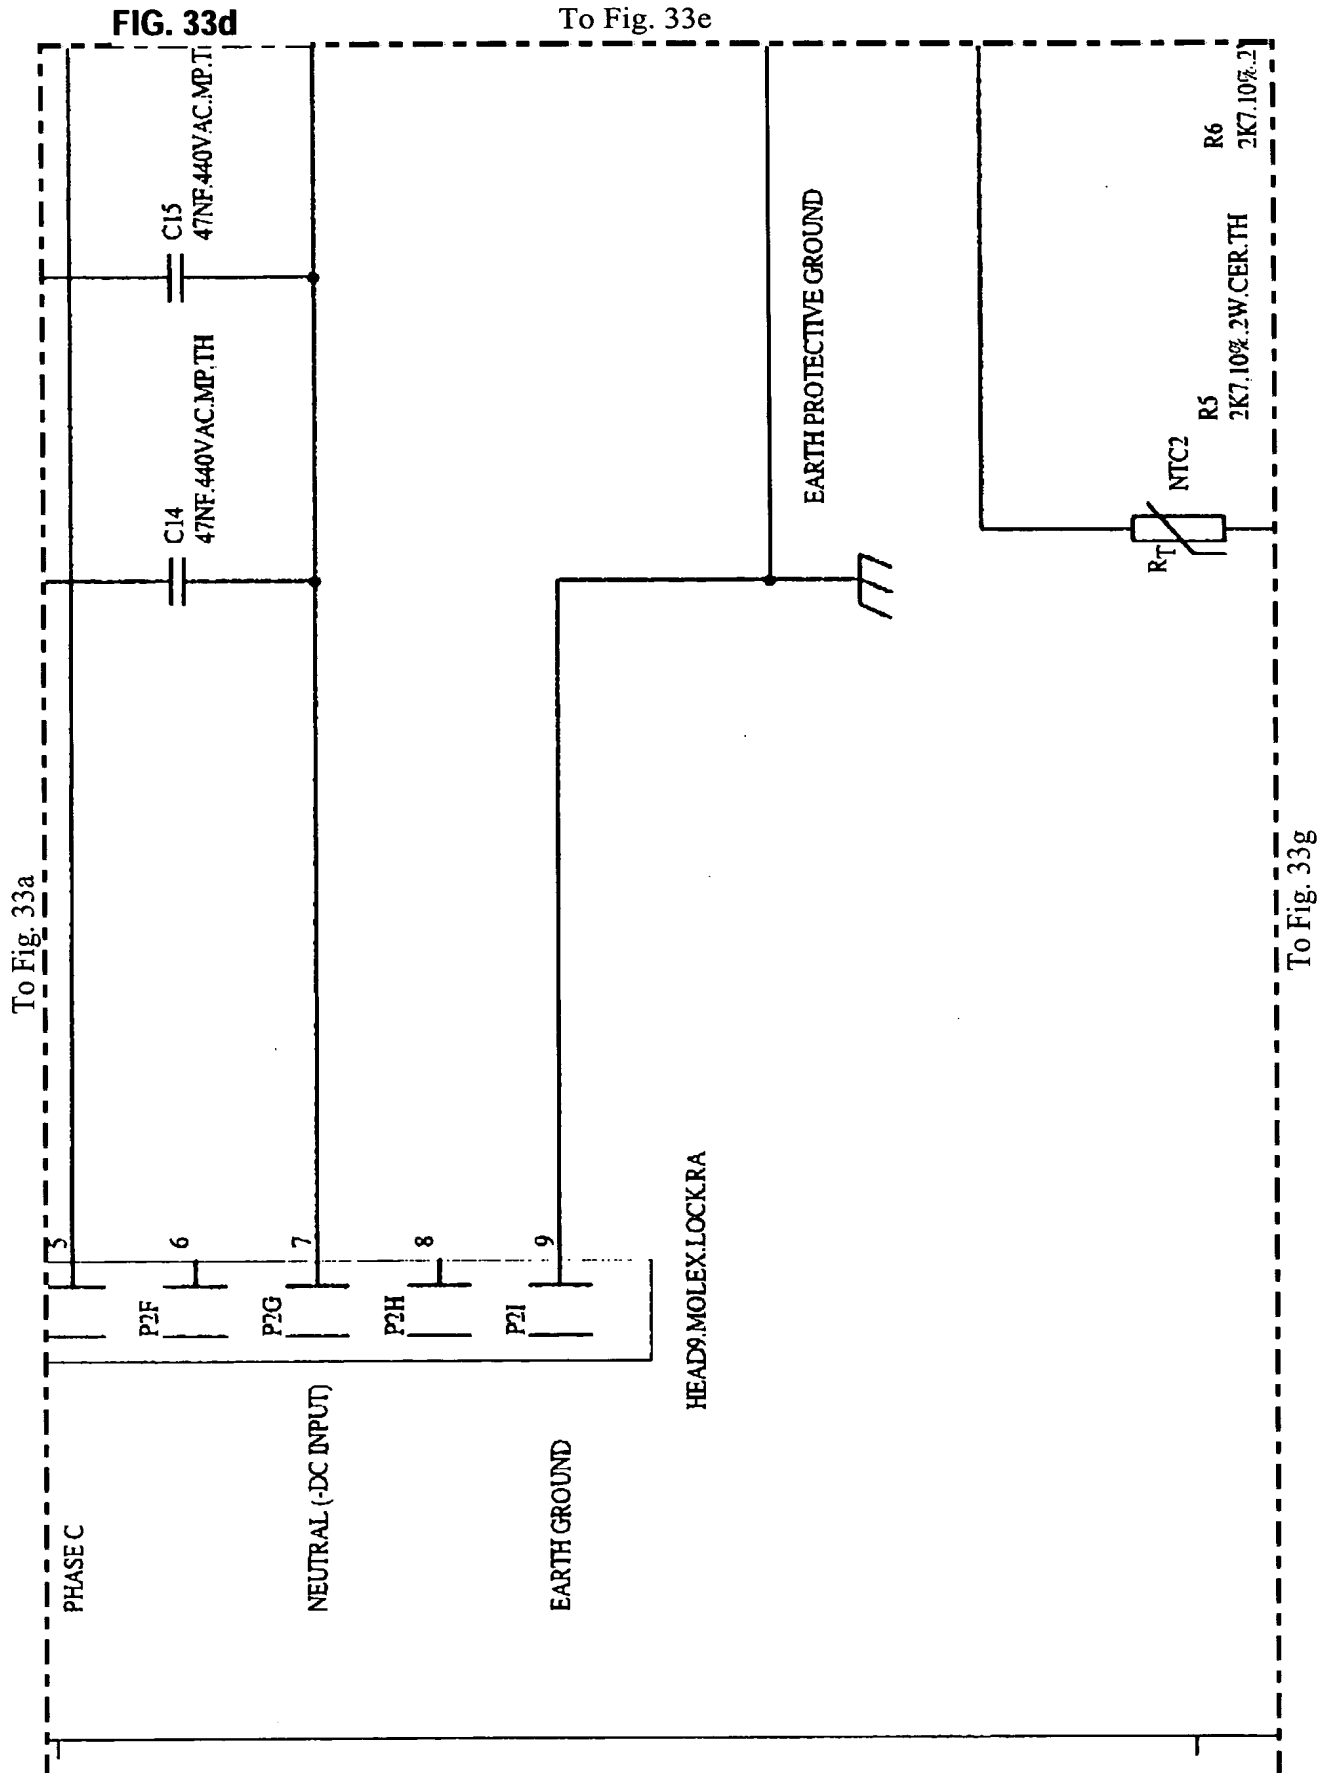 FIG. 33d
To Fig. 33e
To Fig. 33a
To Fig. 33g
C15
47NF.440VAC.MP.T
C14
47NF.440VAC.MP.TH
EARTH PROTECTIVE GROUND
R6
2K7.10%.2
R5
2K7.10%.2W.CER.TH
NTC2
RT
5
6
7
8
9
P2F
P2G
P2H
P2I
HEAD9.MOLEX.LOCK.RA
PHASE C
NEUTRAL (-DC INPUT)
EARTH GROUND